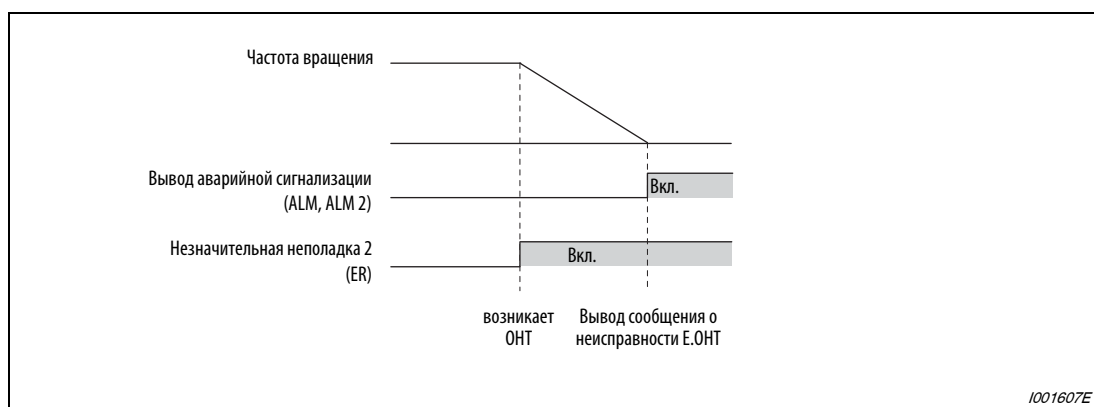 Частота вращения
Вывод аварийной сигнализации
(ALM, ALM 2)
Вкл.
Незначительная неполадка 2
(ER)
Вкл.
возникает
OHT
Вывод сообщения о
неисправности E.OHT
I001607E